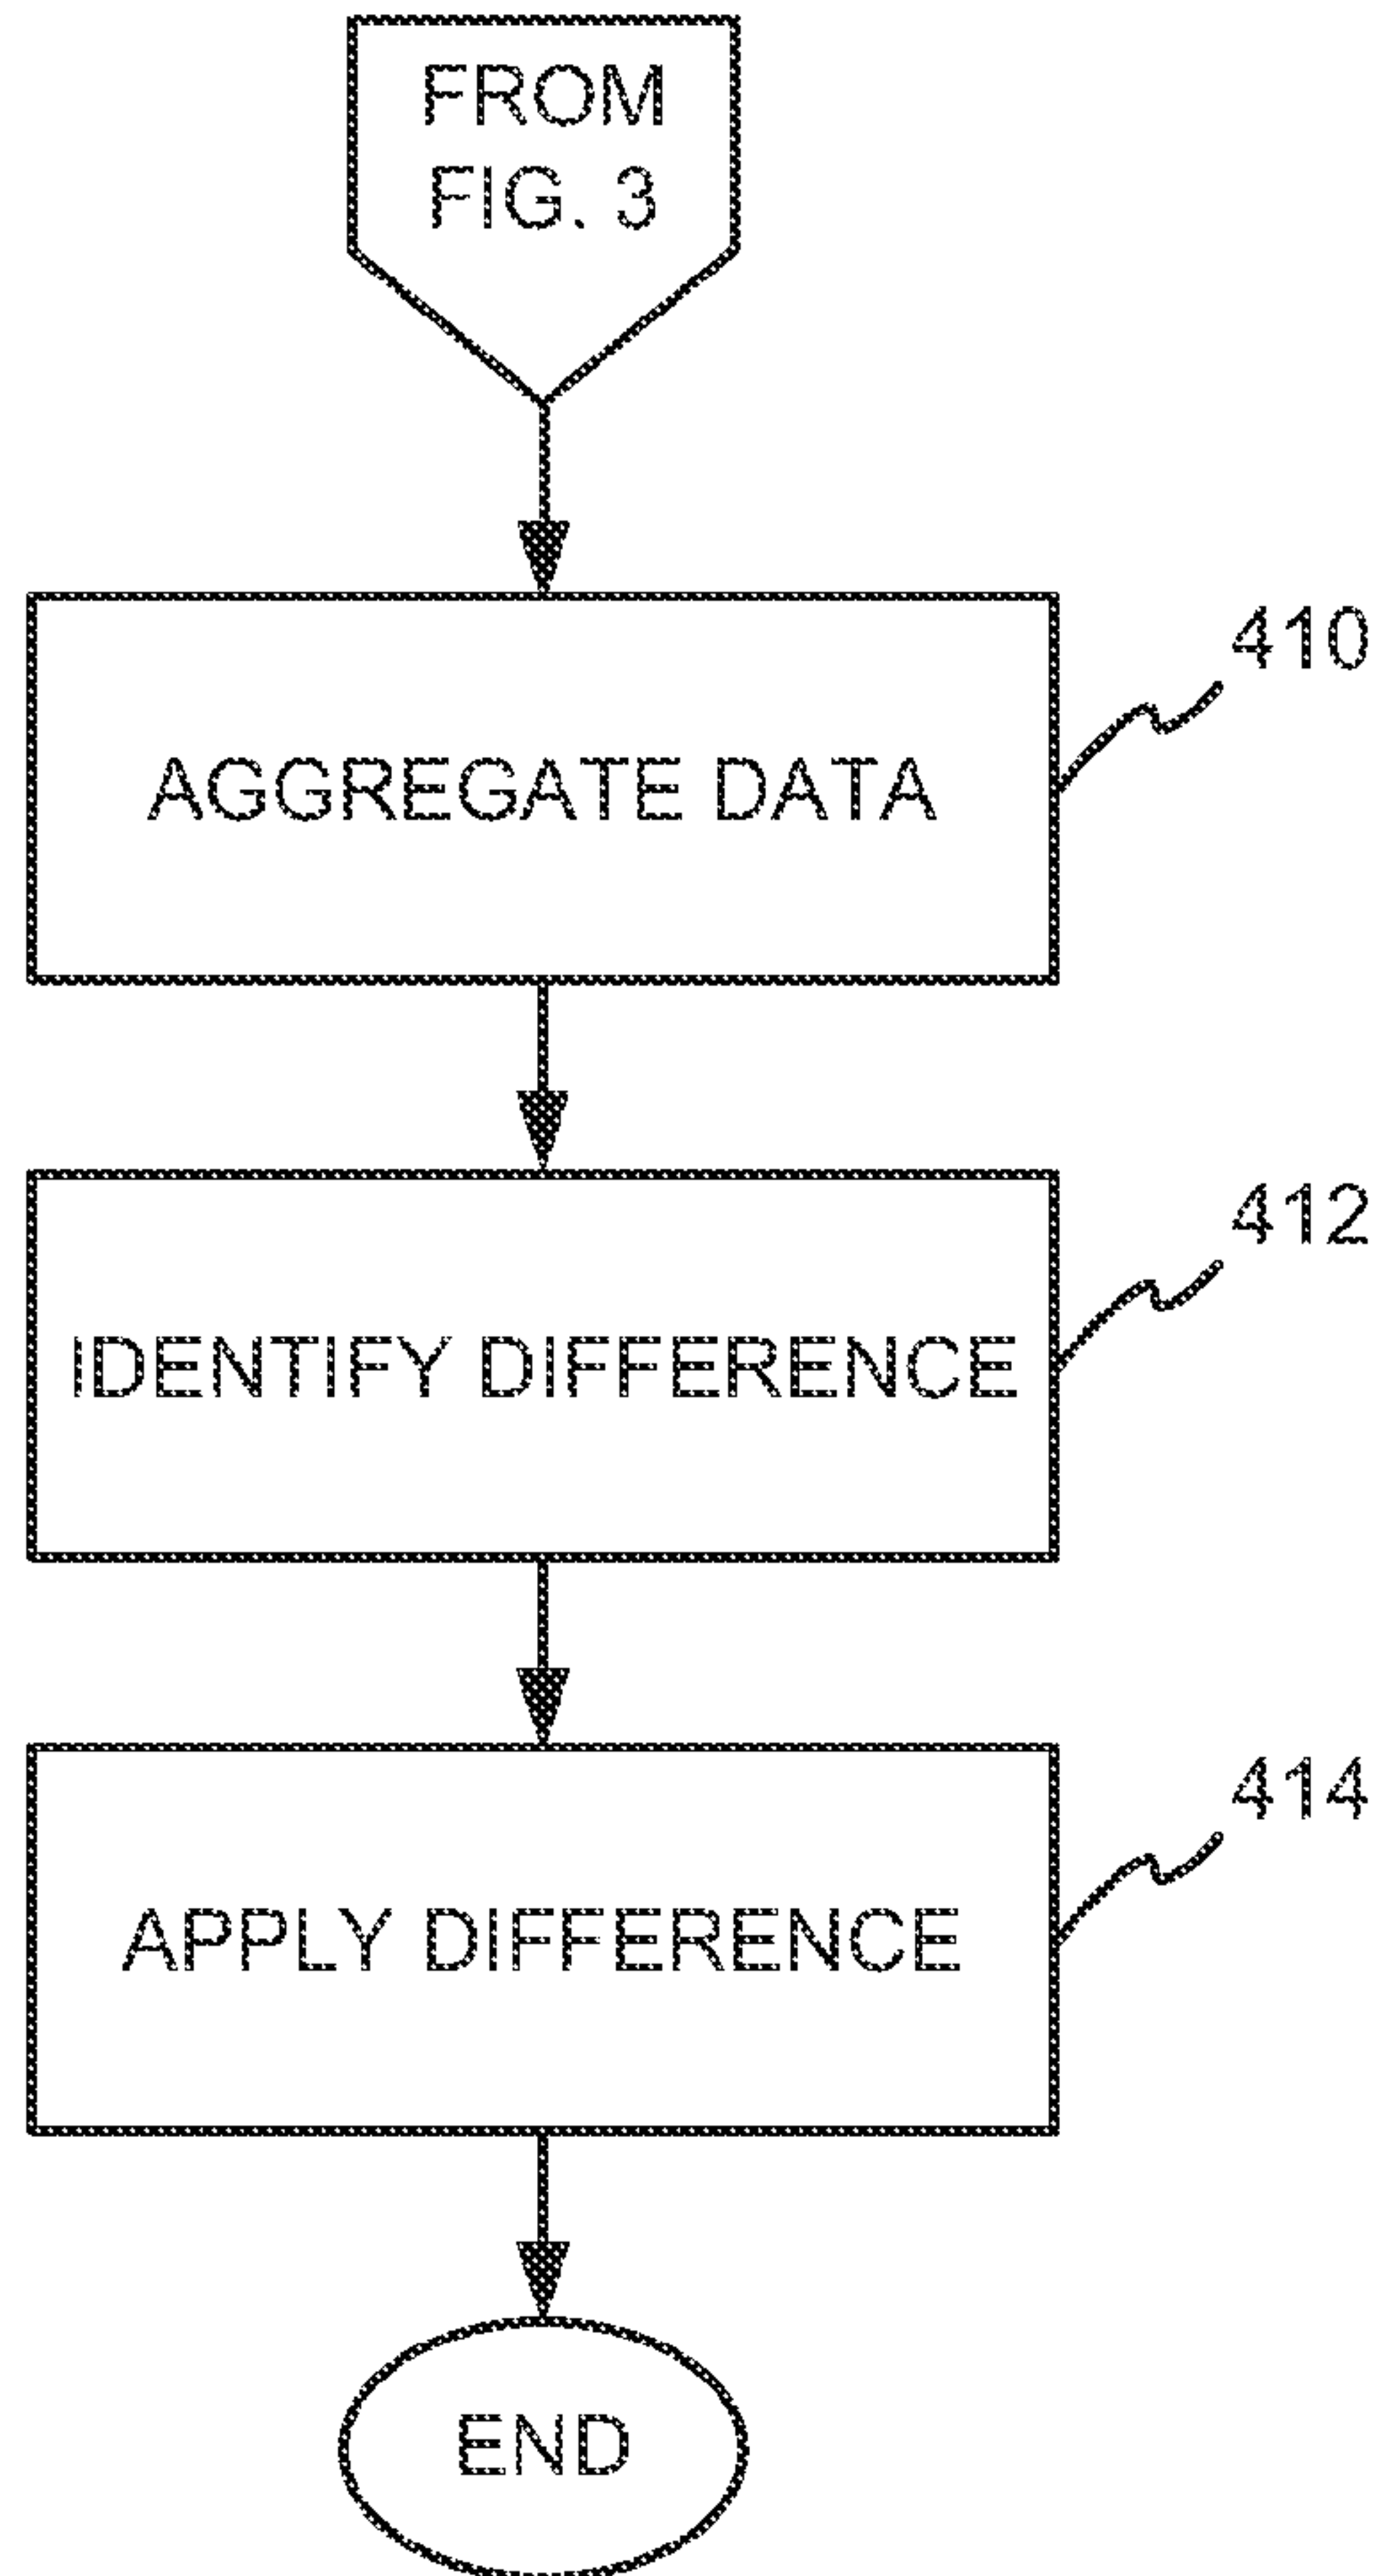 FROM
FIG. 3
410
AGGREGATE DATA
412
IDENTIFY DIFFERENCE
414
APPLY DIFFERENCE
END